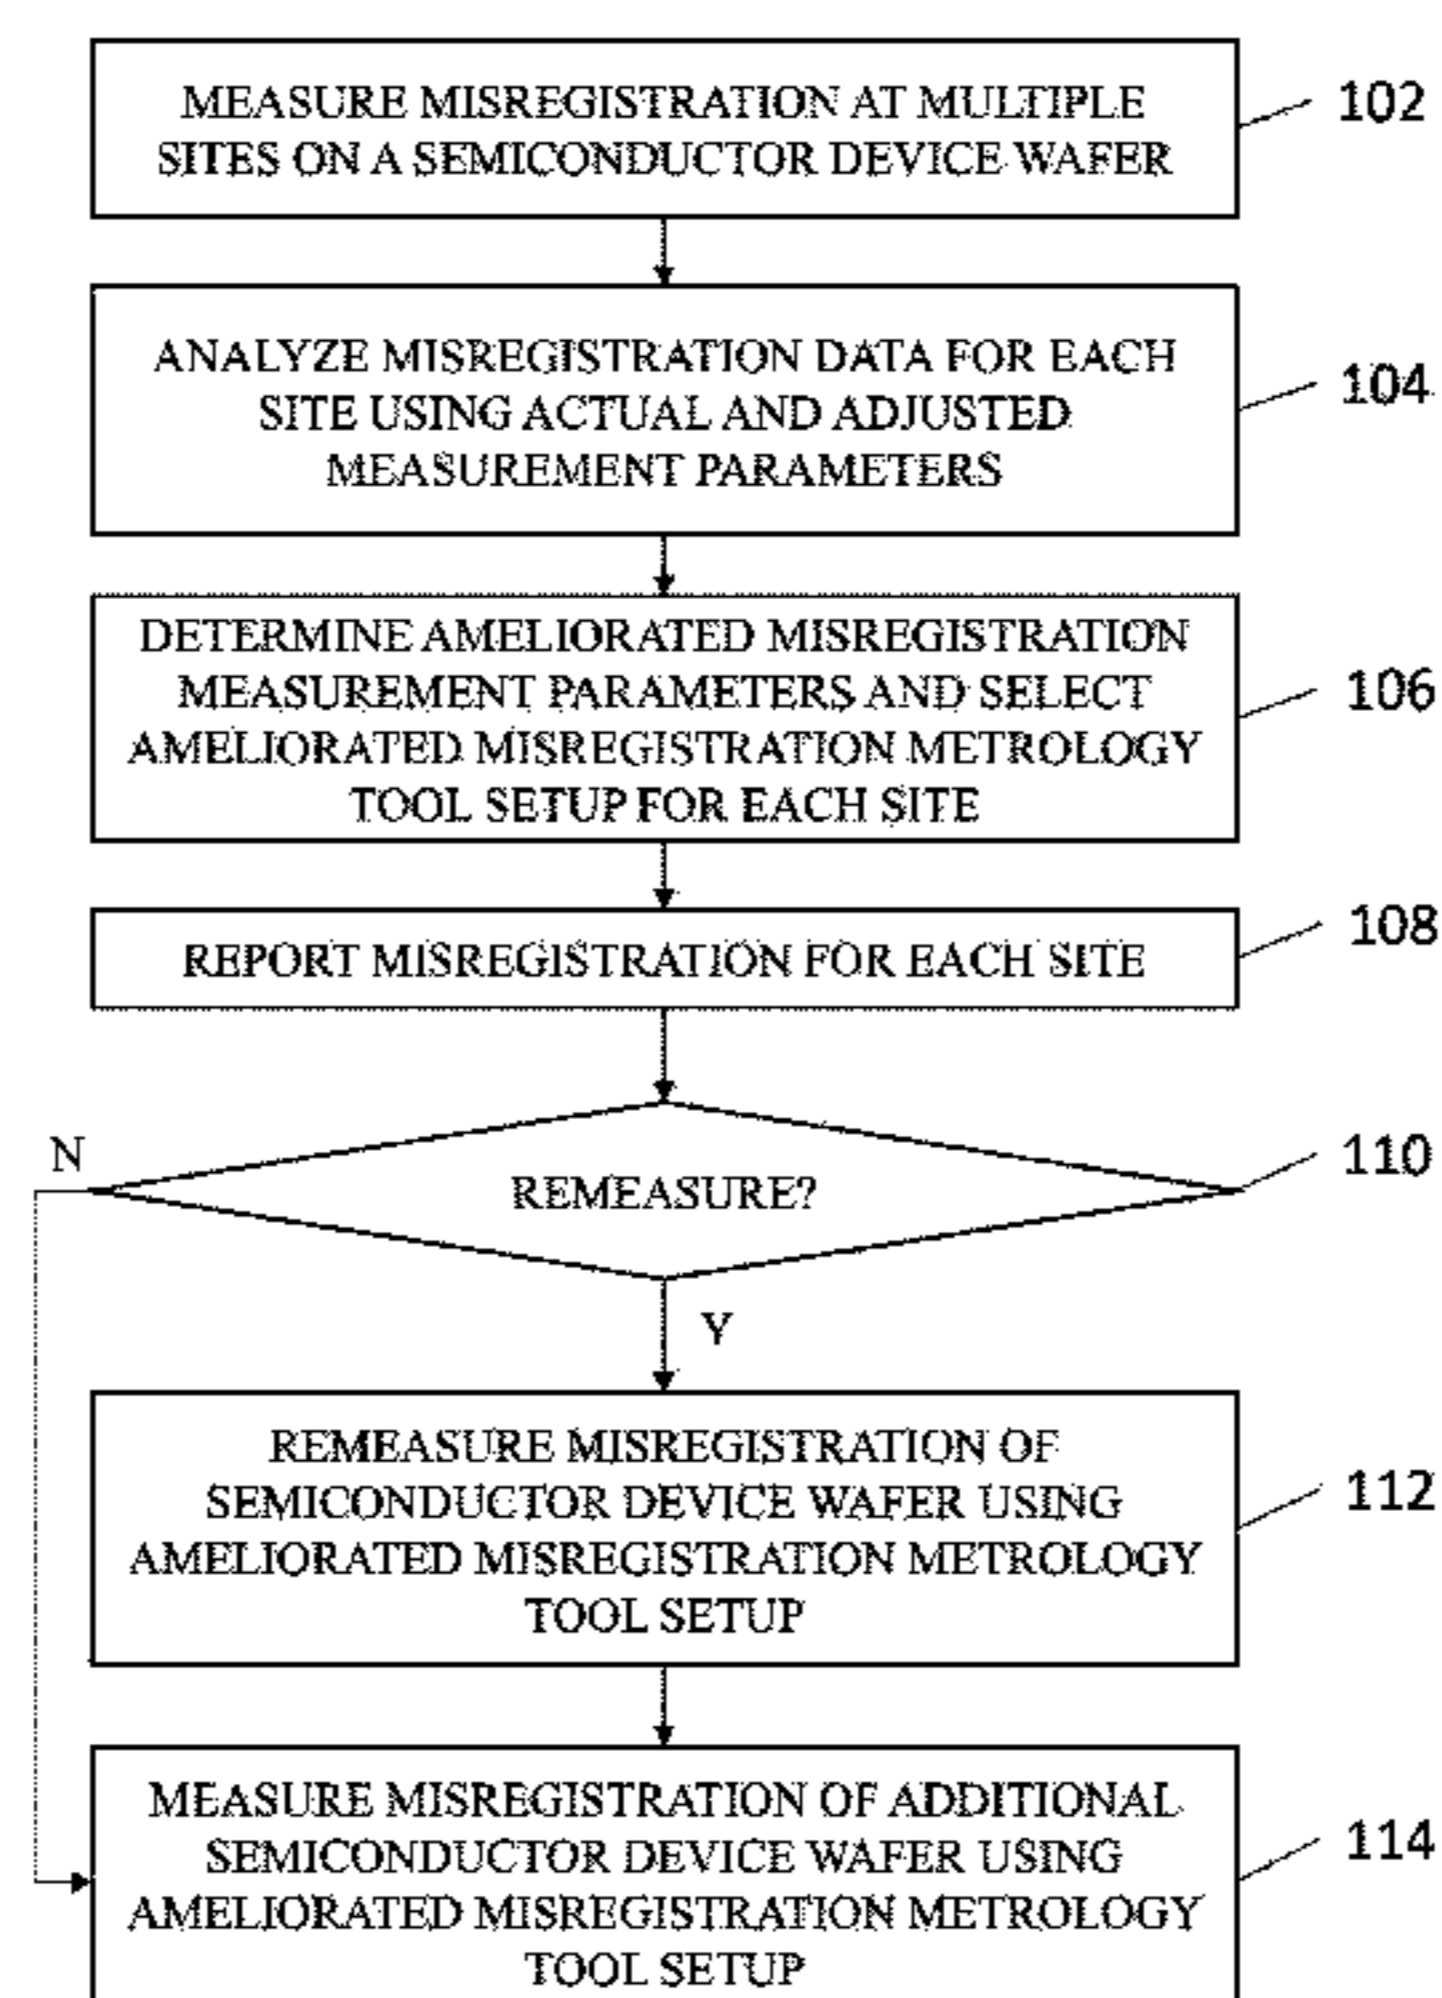 MEASURE MISREGISTRATION AT MULTIPLE
SITES ON A SEMICONDUCTOR DEVICE WAFER
102
ANALYZE MISREGISTRATION DATA FOR EACH
SITE USING ACTUAL AND ADJUSTED
MEASUREMENT PARAMETERS
104
DETERMINE AMELIORATED MISREGISTRATION
MEASUREMENT PARAMETERS AND SELECT
AMELIORATED MISREGISTRATION METROLOGY
TOOL SETUP FOR EACH SITE
106
REPORT MISREGISTRATION FOR EACH SITE
108
N
REMEASURE?
110
Y
REMEASURE MISREGISTRATION OF
SEMICONDUCTOR DEVICE WAFER USING
AMELIORATED MISREGISTRATION METROLOGY
TOOL SETUP
112
MEASURE MISREGISTRATION OF ADDITIONAL
SEMICONDUCTOR DEVICE WAFER USING
AMELIORATED MISREGISTRATION METROLOGY
TOOL SETUP
114